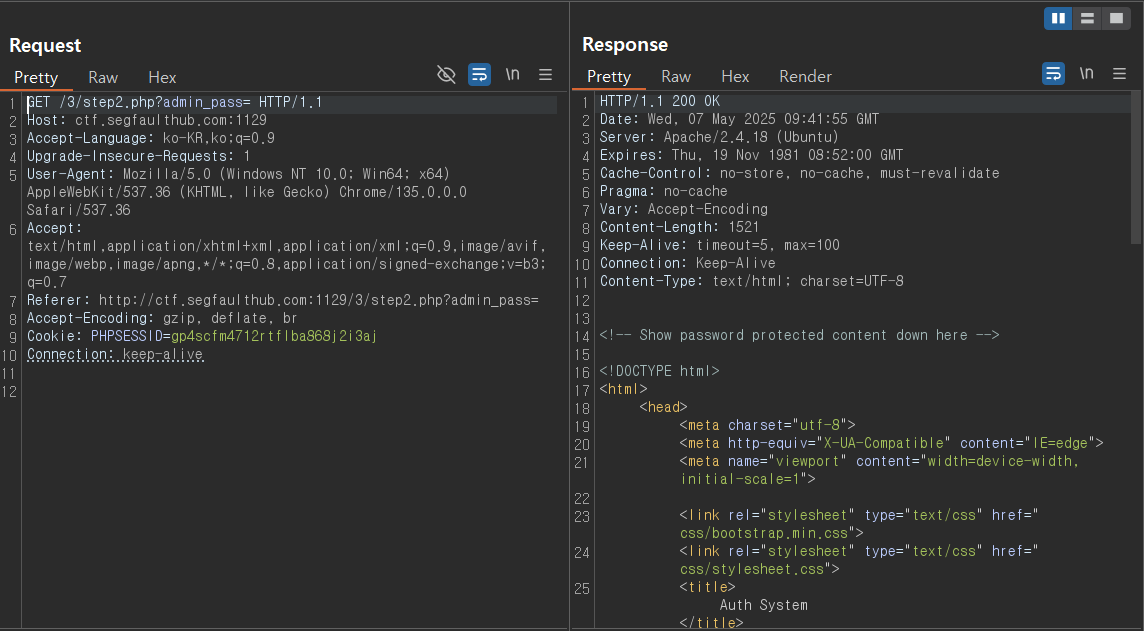 Request
Pretty Raw Hex
\n
1 GET /3/step2.php?admin_pass= HTTP/1.1
2 Host: ctf.segfaulthub.com:1129
3 Accept-Language: ko-KR,ko;q=0.9
4 Upgrade-Insecure-Requests: 1
5 User-Agent: Mozilla/5.0 (Windows NT 10.0; Win64; x64)
AppleWebKit/537.36 (KHTML, like Gecko) Chrome/135.0.0.0
Safari/537.36
6 Accept:
text/html,application/xhtml+xml,application/xml;q=0.9,image/avif,
image/webp,image/apng,*/*;q=0.8,application/signed-exchange;v=b3;
q=0.7
7 Referer: http://ctf.segfaulthub.com:1129/3/step2.php?admin_pass=
8 Accept-Encoding: gzip, deflate, br
9 Cookie: PHPSESSID=gp4scfm4712rtflba868j2i3aj
10 Connection: keep-alive
11
12
Response
Pretty Raw Hex Render
\n
1 HTTP/1.1 200 OK
2 Date: Wed, 07 May 2025 09:41:55 GMT
3 Server: Apache/2.4.18 (Ubuntu)
4 Expires: Thu, 19 Nov 1981 08:52:00 GMT
5 Cache-Control: no-store, no-cache, must-revalidate
6 Pragma: no-cache
7 Vary: Accept-Encoding
8 Content-Length: 1521
9 Keep-Alive: timeout=5, max=100
10 Connection: Keep-Alive
11 Content-Type: text/html; charset=UTF-8
12
13
14 <!-- Show password protected content down here -->
15
16 <!DOCTYPE html>
17 <html>
18 <head>
19 <meta charset="utf-8">
20 <meta http-equiv="X-UA-Compatible" content="IE=edge">
21 <meta name="viewport" content="width=device-width,
initial-scale=1">
22
23 <link rel="stylesheet" type="text/css" href="
css/bootstrap.min.css">
24 <link rel="stylesheet" type="text/css" href="
css/stylesheet.css">
25 <title>
Auth System
</title>